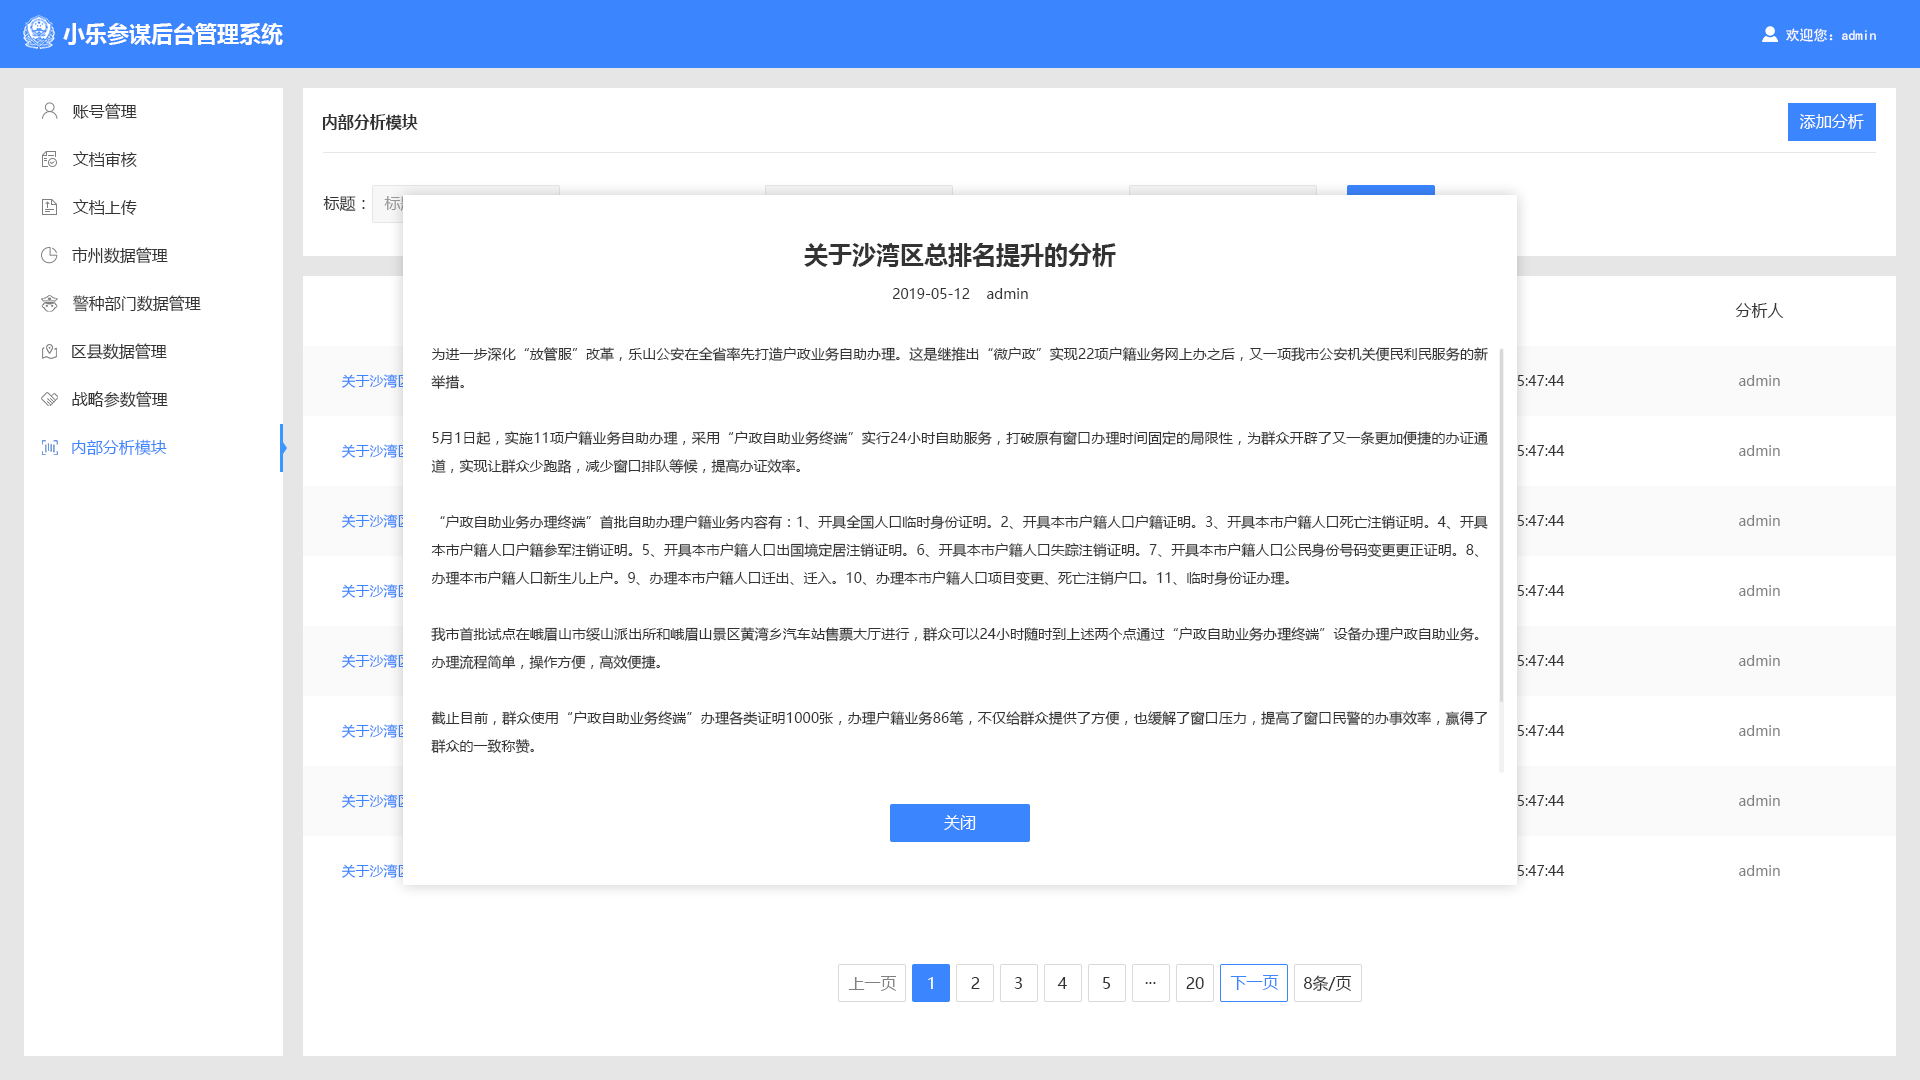 小乐参谋后台管理系统
欢迎您：admin
账号管理
文档审核
文档上传
市州数据管理
警种部门数据管理
区县数据管理
战略参数管理
内部分析模块
内部分析模块
添加分析
标题：
分析人
关于沙湾区总排名提升的分析
2019-05-12 admin
为进一步深化“放管服”改革，乐山公安在全省率先打造户政业务自助办理。这是继推出“微户政”实现22项户籍业务网上办之后，又一项我市公安机关便民利民服务的新
举措。
5月1日起，实施11项户籍业务自助办理，采用“户政自助业务终端”实行24小时自助服务，打破原有窗口办理时间固定的局限性，为群众开辟了又一条更加便捷的办证通
道，实现让群众少跑路，减少窗口排队等候，提高办证效率。
“户政自助业务办理终端”首批自助办理户籍业务内容有：1、开具全国人口临时身份证明。2、开具本市户籍人口户籍证明。3、开具本市户籍人口死亡注销证明。4、开具
本市户籍人口户籍参军注销证明。5、开具本市户籍人口出国境定居注销证明。6、开具本市户籍人口失踪注销证明。7、开具本市户籍人口公民身份号码变更更正证明。8、
办理本市户籍人口新生儿上户。9、办理本市户籍人口迁出、迁入。10、办理本市户籍人口项目变更、死亡注销户口。11、临时身份证办理。
我市首批试点在峨眉山市绥山派出所和峨眉山景区黄湾乡汽车站售票大厅进行，群众可以24小时随时到上述两个点通过“户政自助业务办理终端”设备办理户政自助业务。
办理流程简单，操作方便，高效便捷。
截止目前，群众使用“户政自助业务终端”办理各类证明1000张，办理户籍业务86笔，不仅给群众提供了方便，也缓解了窗口压力，提高了窗口民警的办事效率，赢得了
群众的一致称赞。
关闭
关于沙湾区 5:47:44 admin
关于沙湾区 5:47:44 admin
关于沙湾区 5:47:44 admin
关于沙湾区 5:47:44 admin
关于沙湾区 5:47:44 admin
关于沙湾区 5:47:44 admin
关于沙湾区 5:47:44 admin
关于沙湾区 5:47:44 admin
上一页 1 2 3 4 5 ··· 20 下一页 8条/页